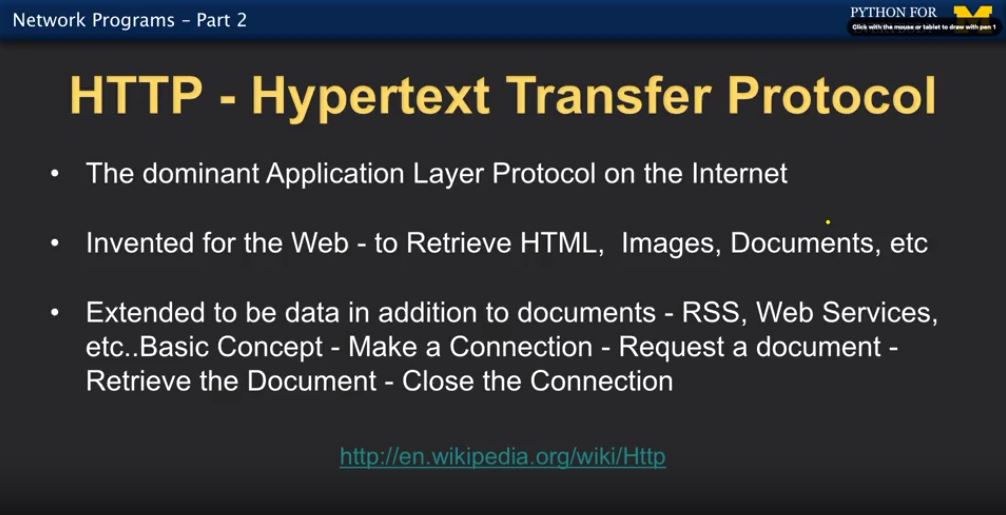 Network Programs – Part 2
PYTHON FOR
Click with the mouse or tablet to draw with pen 1
HTTP - Hypertext Transfer Protocol
• The dominant Application Layer Protocol on the Internet
• Invented for the Web - to Retrieve HTML, Images, Documents, etc
• Extended to be data in addition to documents - RSS, Web Services,
etc..Basic Concept - Make a Connection - Request a document -
Retrieve the Document - Close the Connection
http://en.wikipedia.org/wiki/Http